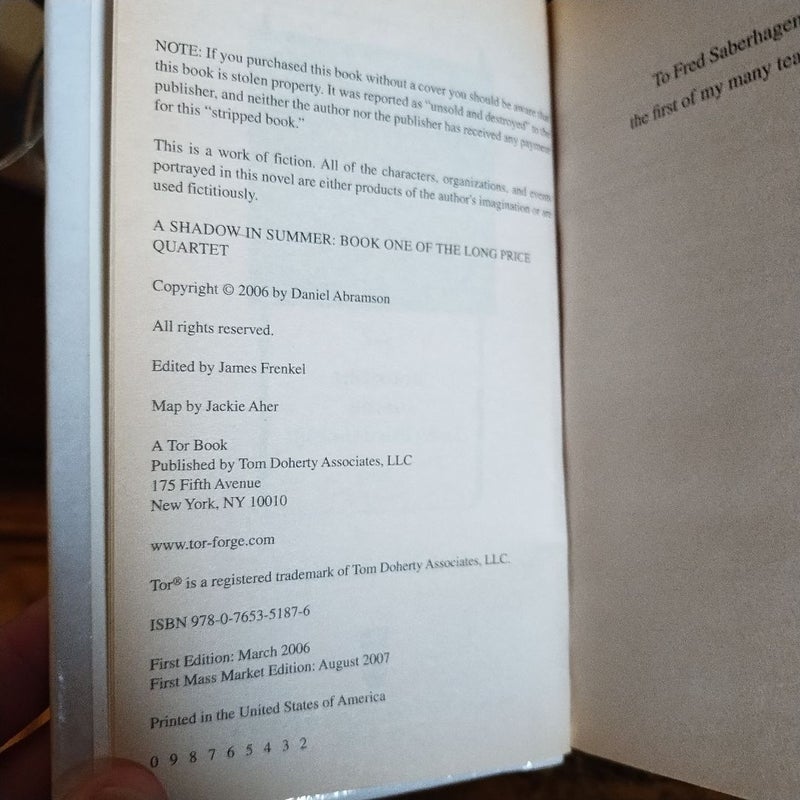 NOTE: If you purchased this book without a cover you should be aware that
this book is stolen property. It was reported as "unsold and destroyed" to the
publisher, and neither the author nor the publisher has received any payment
for this "stripped book."
This is a work of fiction. All of the characters, organizations, and events
portrayed in this novel are either products of the author's imagination or are
used fictitiously.
A SHADOW IN SUMMER: BOOK ONE OF THE LONG PRICE
QUARTET
Copyright © 2006 by Daniel Abramson
All rights reserved.
Edited by James Frenkel
Map by Jackie Aher
A Tor Book
Published by Tom Doherty Associates, LLC
175 Fifth Avenue
New York, NY 10010
www.tor-forge.com
Tor® is a registered trademark of Tom Doherty Associates, LLC.
ISBN 978-0-7653-5187-6
First Edition: March 2006
First Mass Market Edition: August 2007
Printed in the United States of America
0 9 8 7 6 5 4 3 2
To Fred Saberhagen
the first of my many tea